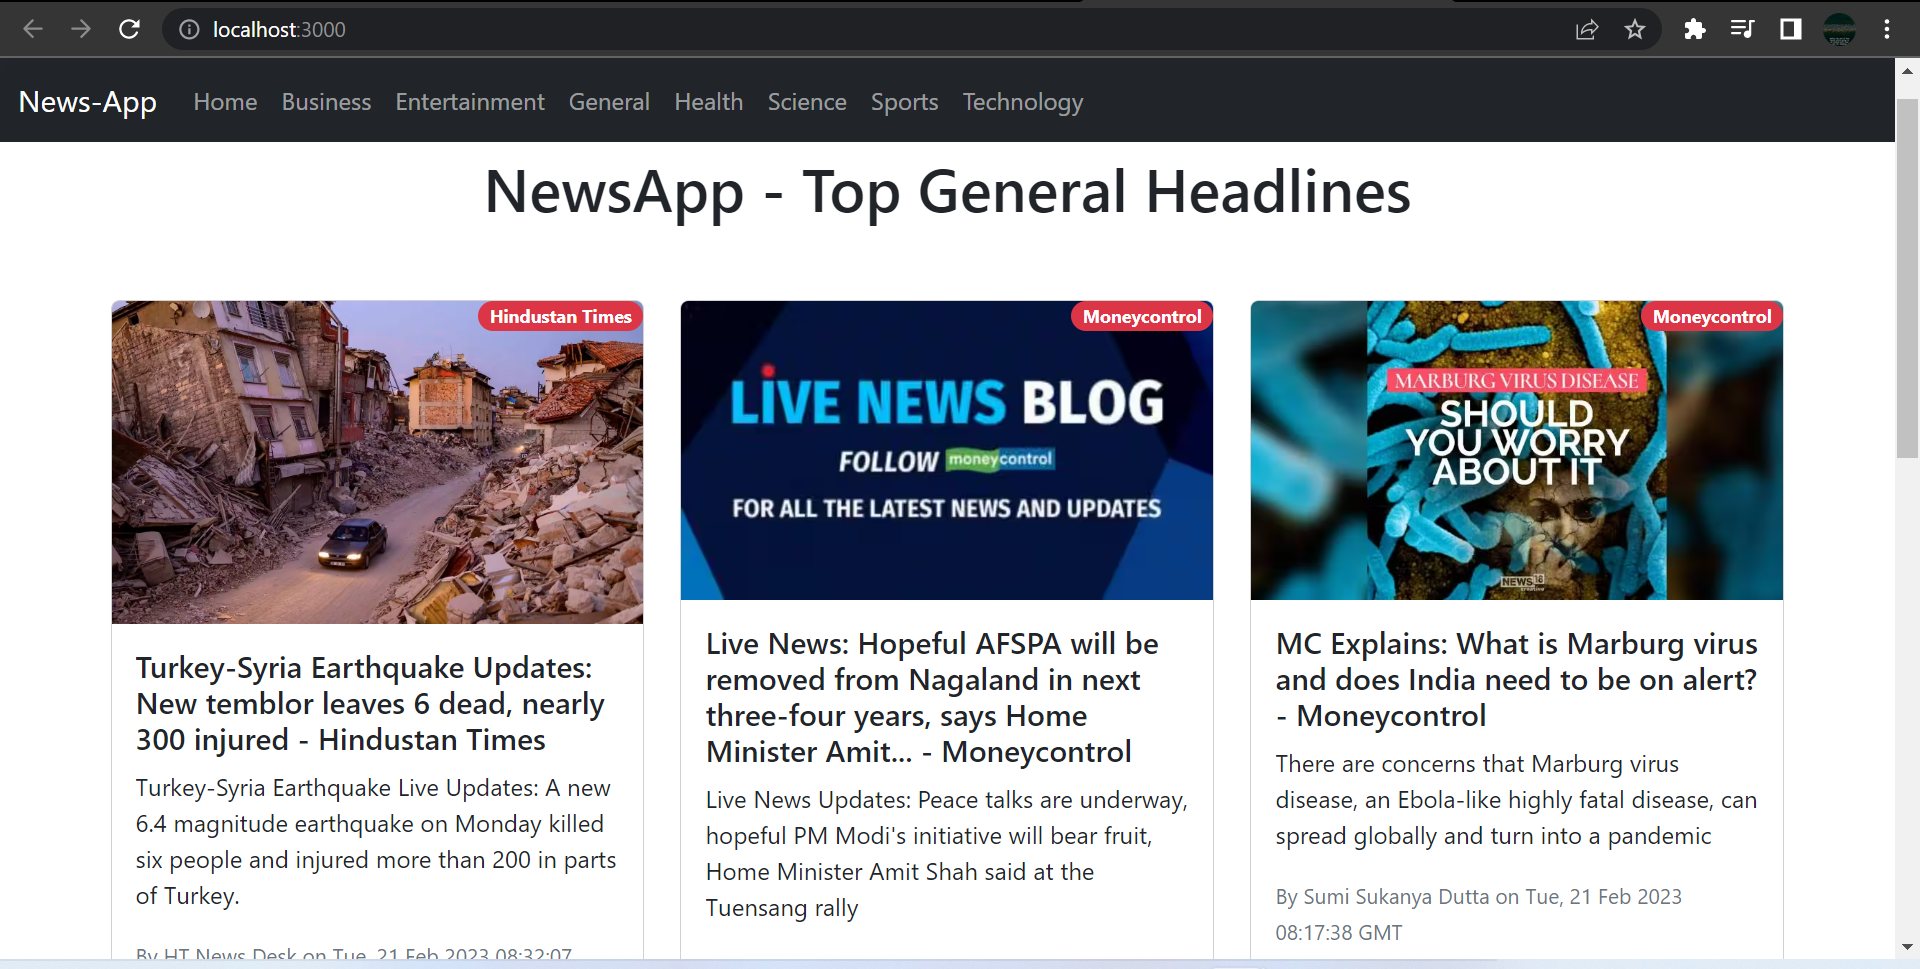 localhost:3000
News-App Home Business Entertainment General Health Science Sports Technology
NewsApp - Top General Headlines
Hindustan Times
Turkey-Syria Earthquake Updates:
New temblor leaves 6 dead, nearly
300 injured - Hindustan Times
Turkey-Syria Earthquake Live Updates: A new
6.4 magnitude earthquake on Monday killed
six people and injured more than 200 in parts
of Turkey.
By HT News Desk on Tue, 21 Feb 2023 08:32:07
Moneycontrol
LIVE NEWS BLOG
FOLLOW moneycontrol
FOR ALL THE LATEST NEWS AND UPDATES
Live News: Hopeful AFSPA will be
removed from Nagaland in next
three-four years, says Home
Minister Amit... - Moneycontrol
Live News Updates: Peace talks are underway,
hopeful PM Modi's initiative will bear fruit,
Home Minister Amit Shah said at the
Tuensang rally
Moneycontrol
MARBURG VIRUS DISEASE
SHOULD
YOU WORRY
ABOUT IT
NEWS18
creative
MC Explains: What is Marburg virus
and does India need to be on alert?
- Moneycontrol
There are concerns that Marburg virus
disease, an Ebola-like highly fatal disease, can
spread globally and turn into a pandemic
By Sumi Sukanya Dutta on Tue, 21 Feb 2023
08:17:38 GMT